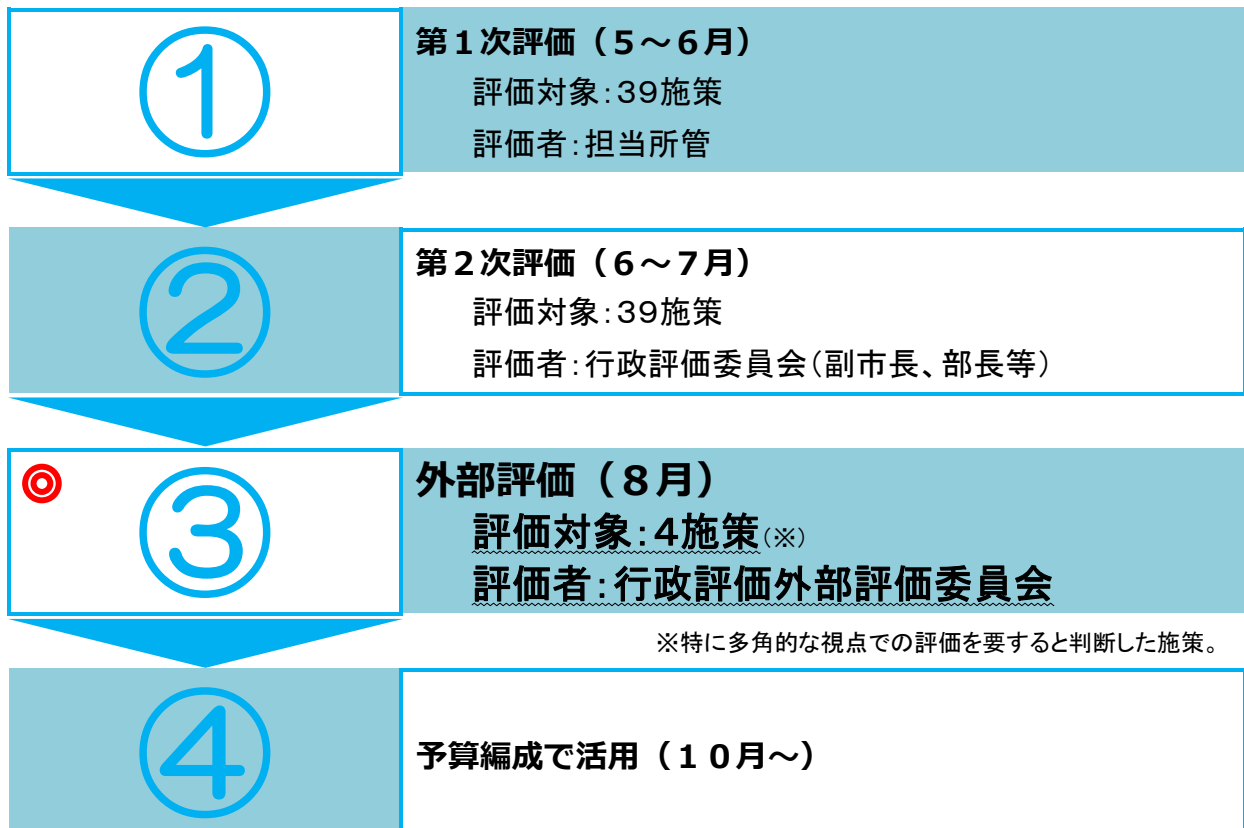 ①
第１次評価（５～６月）
評価対象：３９施策
評価者：担当所管
②
第２次評価（６～７月）
評価対象：３９施策
評価者：行政評価委員会（副市長、部長等）
◎
③
外部評価（８月）
評価対象：４施策（※）
評価者：行政評価外部評価委員会
※特に多角的な視点での評価を要すると判断した施策。
④
予算編成で活用（１０月～）